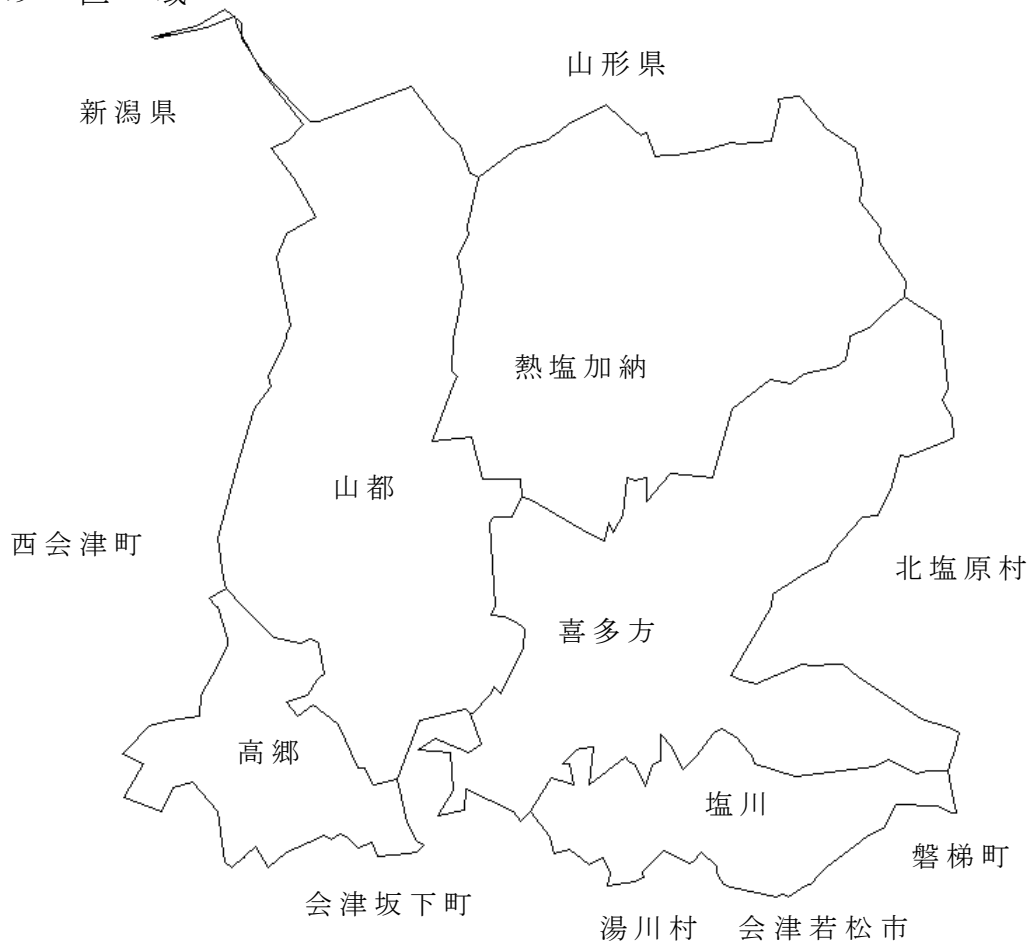 区域
山形県
新潟県
熱塩加納
山都
西会津町
北塩原村
喜多方
高郷
塩川
磐梯町
会津坂下町
湯川村 会津若松市